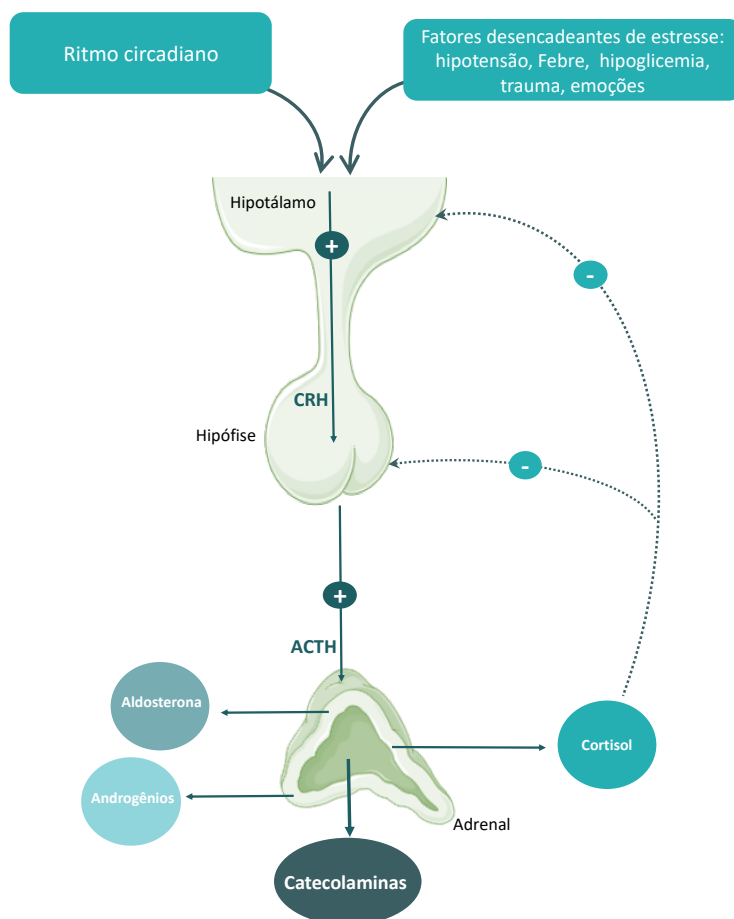 Ritmo circadiano
Fatores desencadeantes de estresse:
hipotensão, Febre, hipoglicemia,
trauma, emoções
Hipotálamo
+
-
CRH
Hipófise
-
+
ACTH
Aldosterona
Cortisol
Androgênios
Adrenal
Catecolaminas